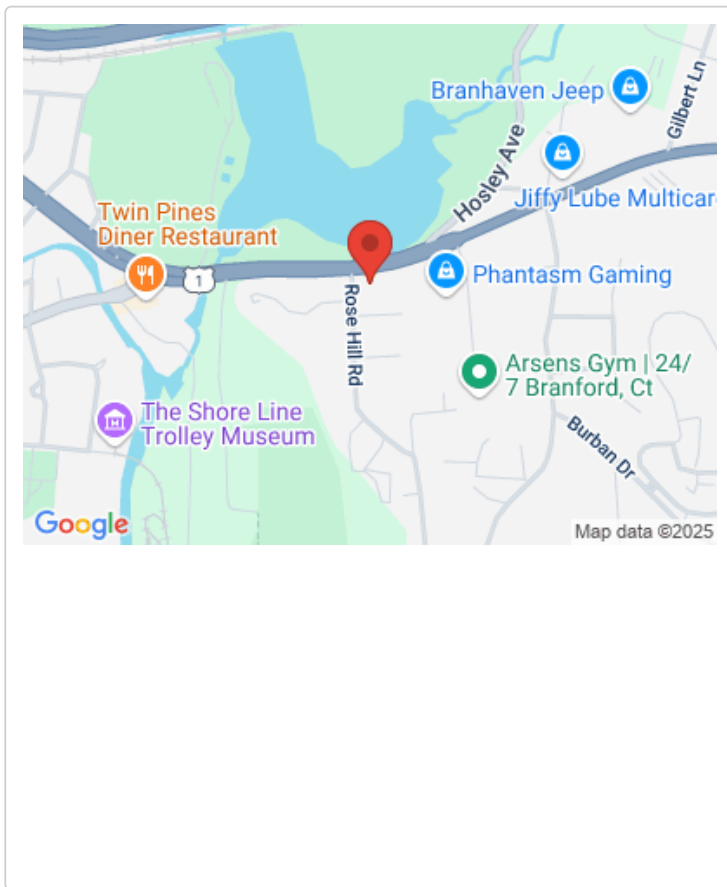 Branhaven Jeep
Gilbert Ln
Hosley Ave
Jiffy Lube Multicar
Twin Pines
Diner Restaurant
1
Phantasm Gaming
Rose Hill Rd
Arsens Gym | 24/
7 Branford, Ct
The Shore Line
Trolley Museum
Burban Dr
Google
Map data ©2025